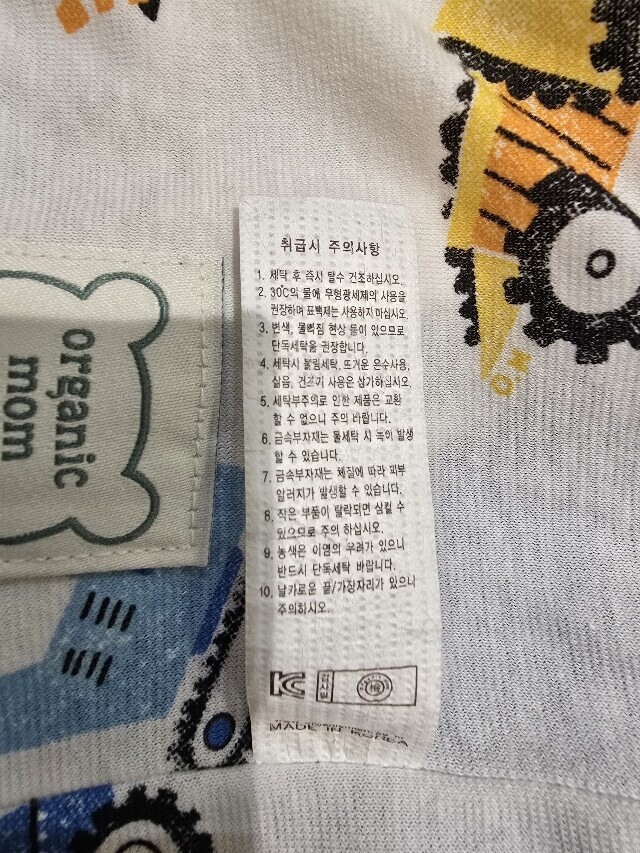 취급시 주의사항
1. 세탁 후 즉시 탈수 건조하십시오.
2. 30℃의 물에 무형광세제의 사용을
권장하며 표백제는 사용하지 마십시오.
3. 변색, 물빠짐 현상 등이 있으므로
단독세탁을 권장합니다.
4. 세탁시 불림세탁, 뜨거운 온수사용,
삶음, 건조기 사용은 삼가하십시오.
5. 세탁부주의로 인한 제품은 교환
할 수 없으니 주의 바랍니다.
6. 금속부자재는 물세탁 시 녹이 발생
할 수 있습니다.
7. 금속부자재는 체질에 따라 피부
알러지가 발생할 수 있습니다.
8. 작은 부품이 탈락되면 삼킬 수
있으므로 주의 하십시오.
9. 농색은 이염의 우려가 있으니
반드시 단독세탁 바랍니다.
10. 날카로운 끝/가장자리가 있으니
주의하시오.
KC
MADE IN KOREA
organic
mom